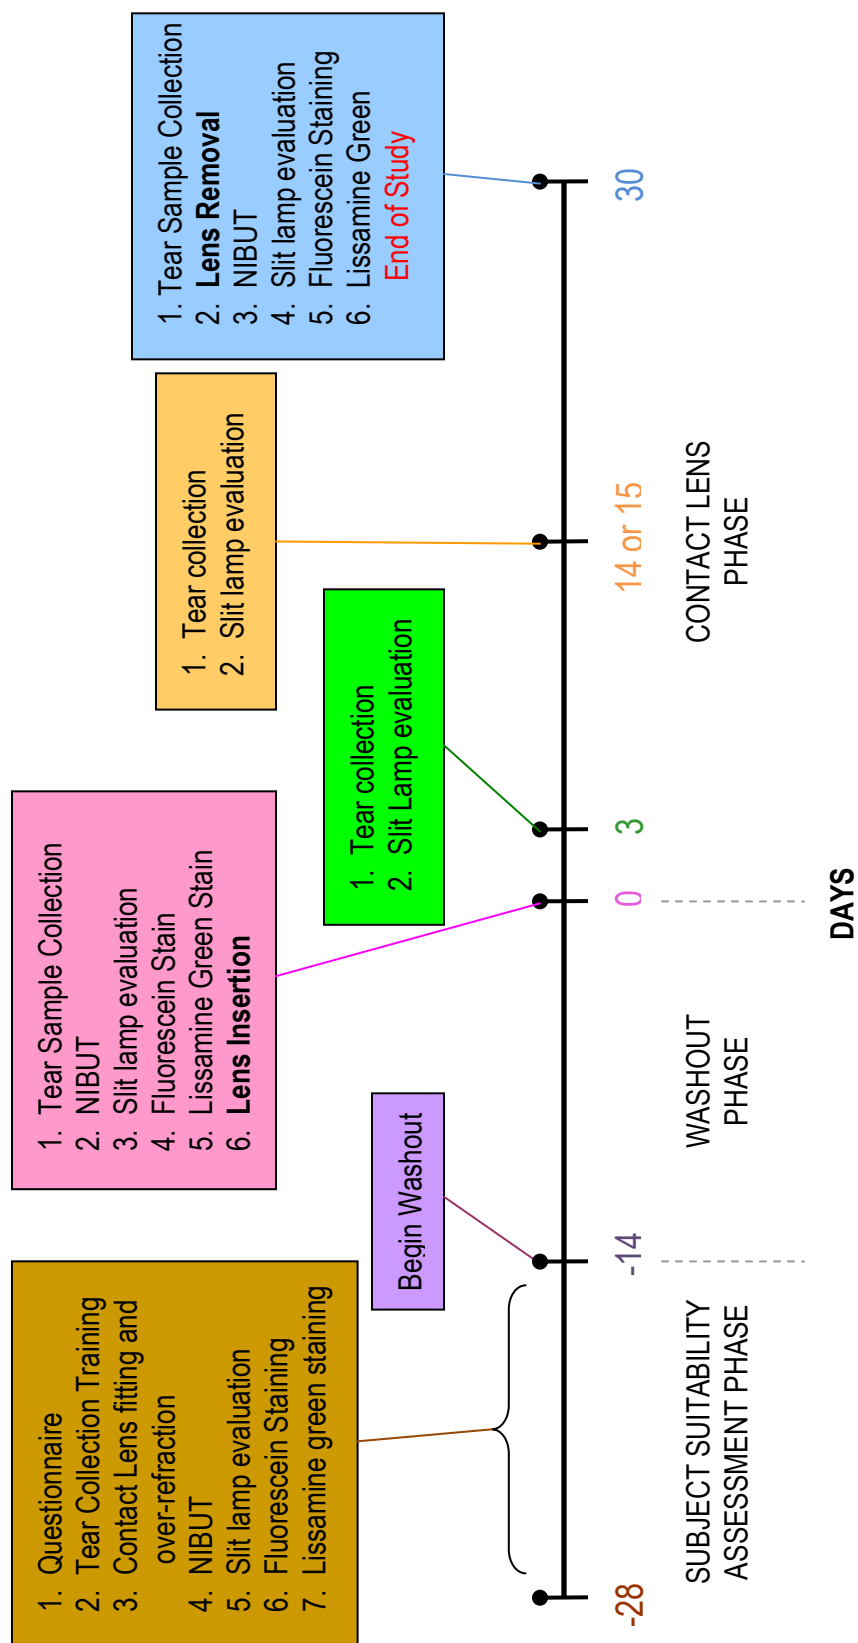 1. Questionnaire
2. Tear Collection Training
3. Contact Lens fitting and
over-refraction
4. NIBUT
5. Slit lamp evaluation
6. Fluorescein Staining
7. Lissamine green staining
Begin Washout
1. Tear Sample Collection
2. NIBUT
3. Slit lamp evaluation
4. Fluorescein Stain
5. Lissamine Green Stain
6. Lens Insertion
1. Tear collection
2. Slit Lamp evaluation
1. Tear collection
2. Slit lamp evaluation
1. Tear Sample Collection
2. Lens Removal
3. NIBUT
4. Slit lamp evaluation
5. Fluorescein Staining
6. Lissamine Green
End of Study
-28
-14
0
3
14 or 15
30
SUBJECT SUITABILITY
ASSESSMENT PHASE
WASHOUT
PHASE
CONTACT LENS
PHASE
DAYS